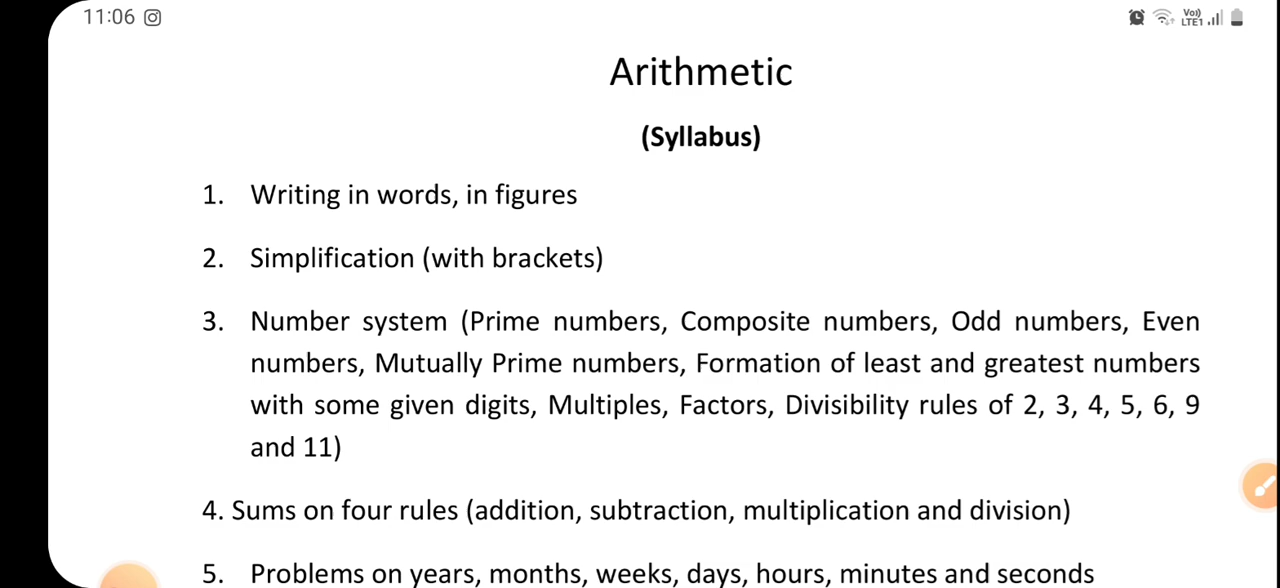 11:06
Vo))
LTE1
Arithmetic
(Syllabus)
1. Writing in words, in figures
2. Simplification (with brackets)
3. Number system (Prime numbers, Composite numbers, Odd numbers, Even
numbers, Mutually Prime numbers, Formation of least and greatest numbers
with some given digits, Multiples, Factors, Divisibility rules of 2, 3, 4, 5, 6, 9
and 11)
4. Sums on four rules (addition, subtraction, multiplication and division)
5. Problems on years, months, weeks, days, hours, minutes and seconds